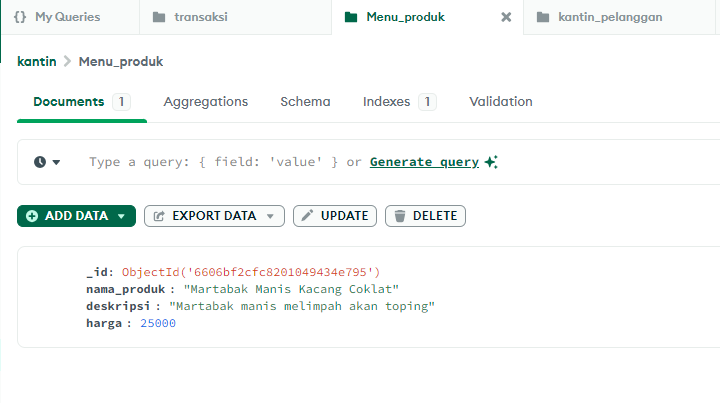 {} My Queries transaksi Menu_produk kantin_pelanggan
kantin > Menu_produk
Documents 1 Aggregations Schema Indexes 1 Validation
Type a query: { field: 'value' } or Generate query
ADD DATA EXPORT DATA UPDATE DELETE
_id: ObjectId('6606bf2cfc8201049434e795')
nama_produk : "Martabak Manis Kacang Coklat"
deskripsi : "Martabak manis melimpah akan toping"
harga : 25000